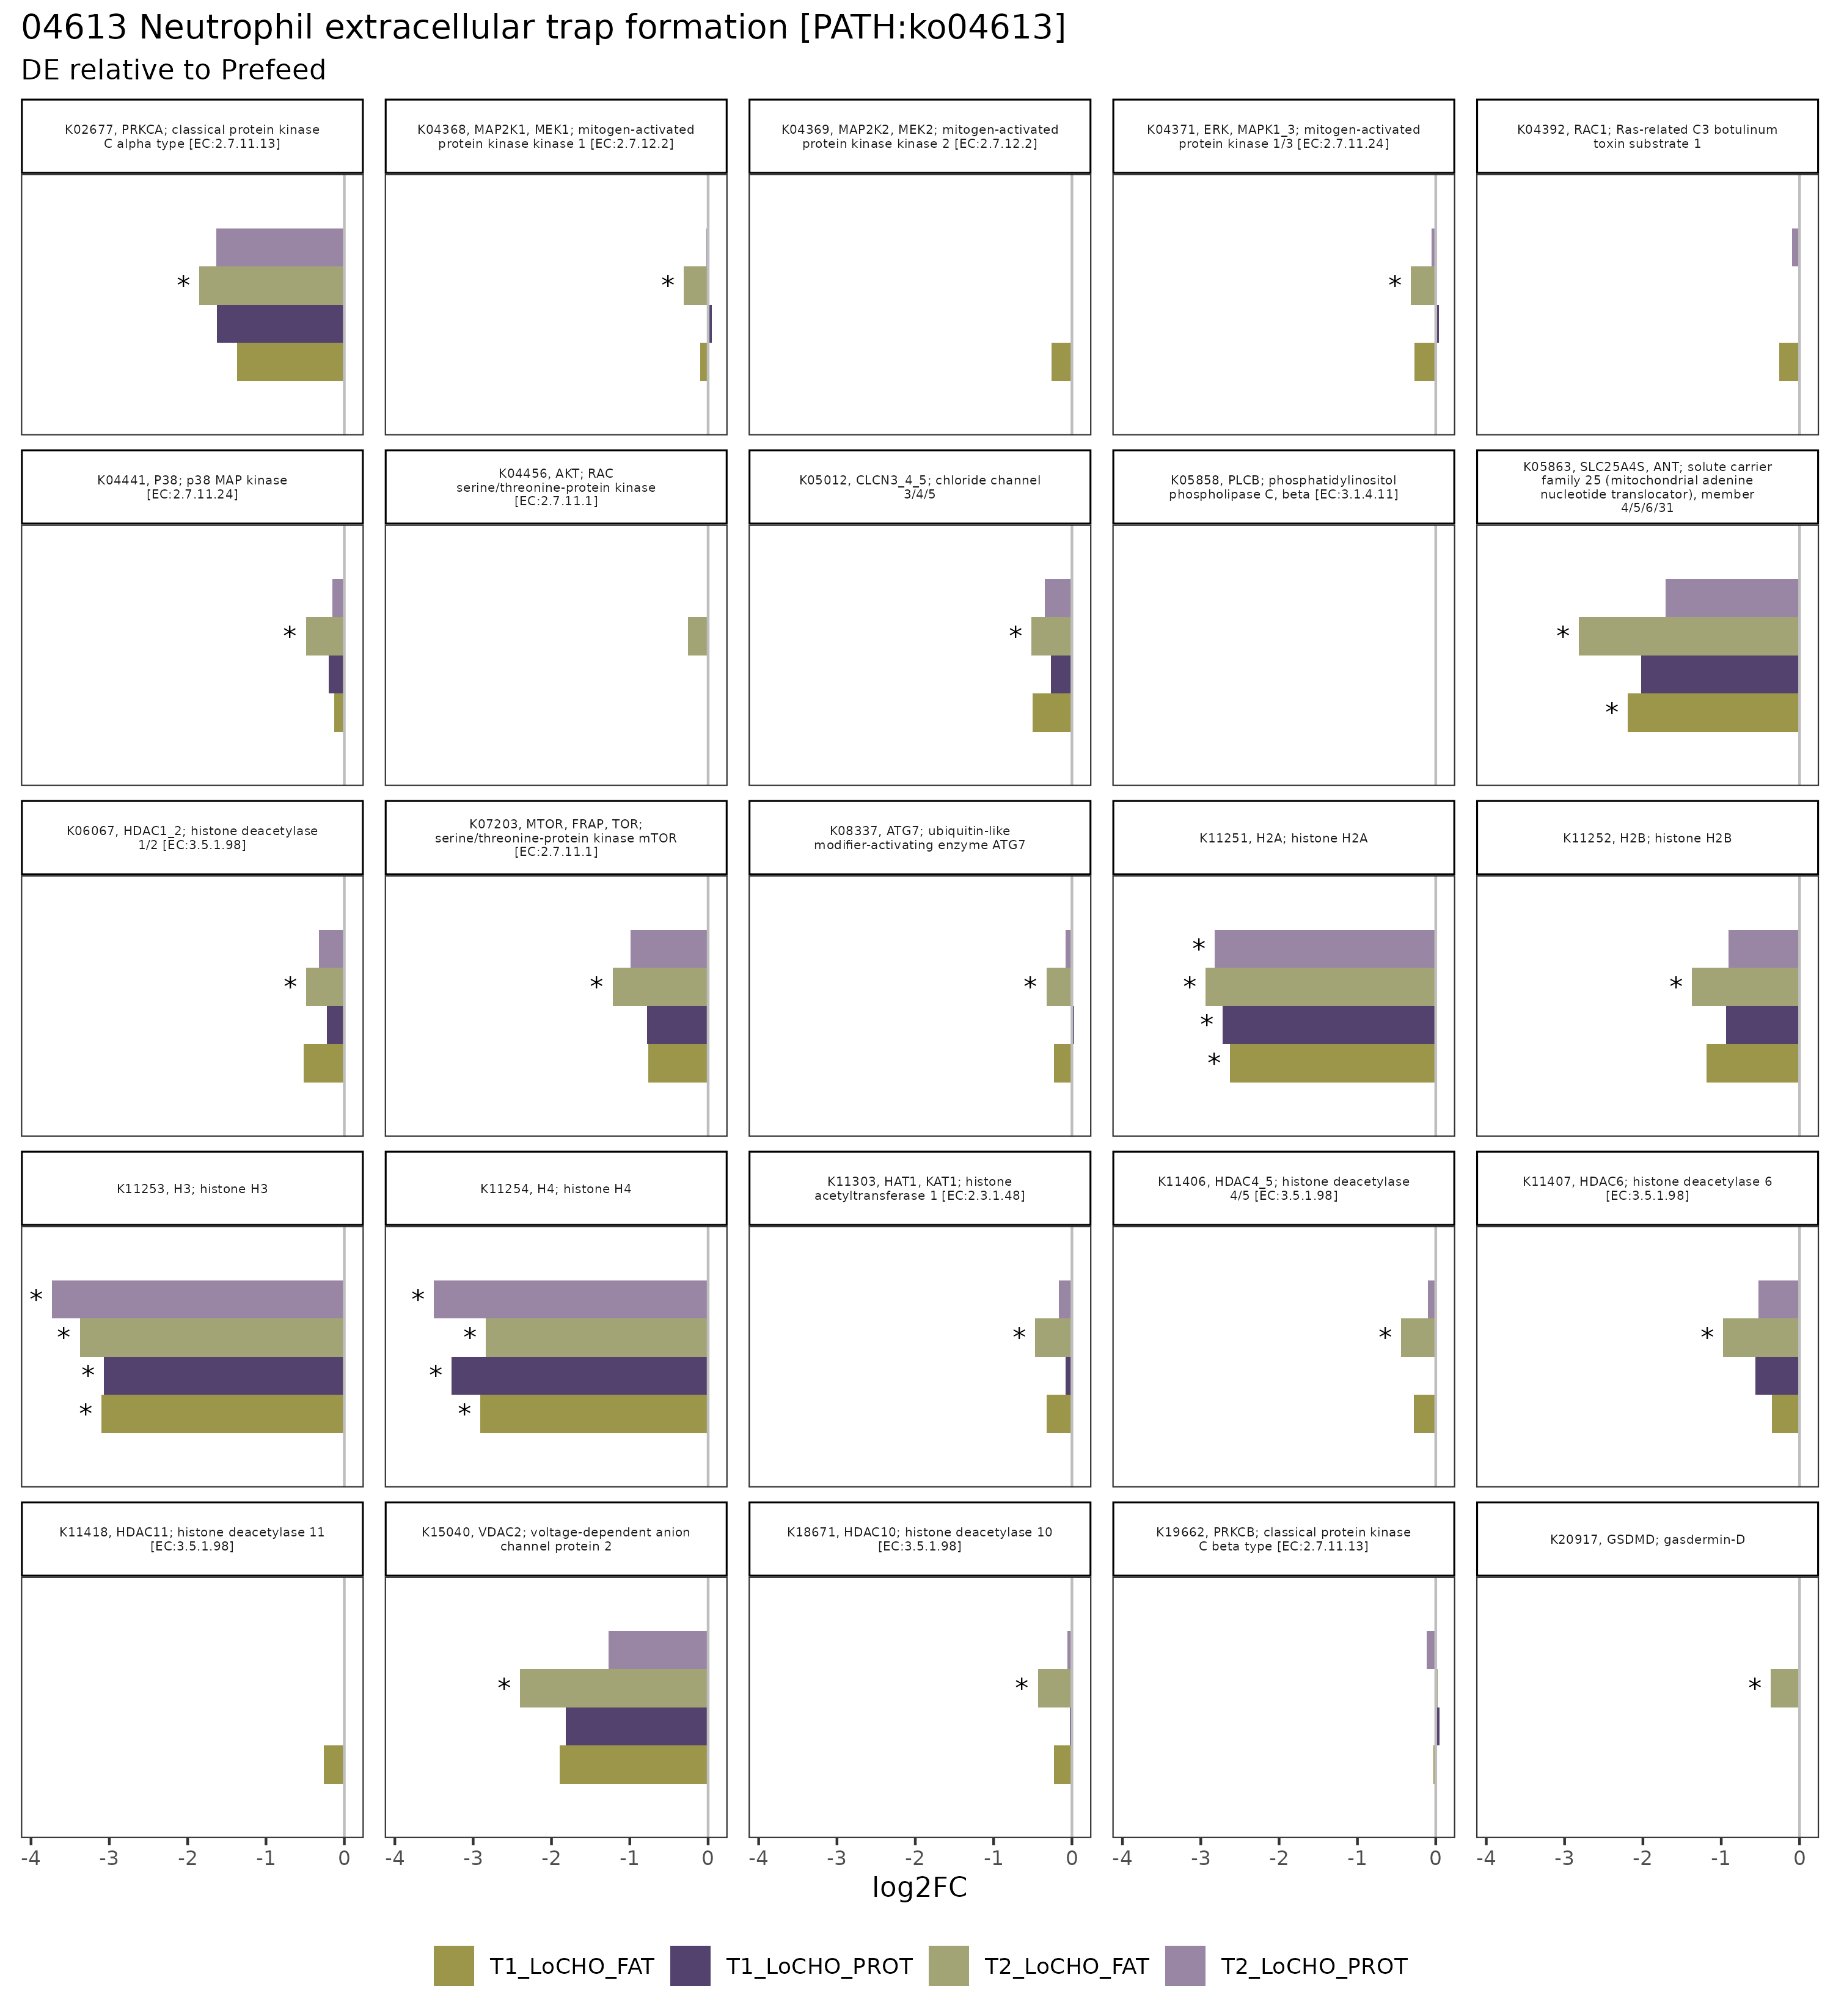 04613 Neutrophil extracellular trap formation [PATH:ko04613]
DE relative to Prefeed
K02677, PRKCA; classical protein kinase
C alpha type [EC:2.7.11.13]
K04368, MAP2K1, MEK1; mitogen-activated
protein kinase kinase 1 [EC:2.7.12.2]
K04369, MAP2K2, MEK2; mitogen-activated
protein kinase kinase 2 [EC:2.7.12.2]
K04371, ERK, MAPK1_3; mitogen-activated
protein kinase 1/3 [EC:2.7.11.24]
K04392, RAC1; Ras-related C3 botulinum
toxin substrate 1
*
*
*
K04441, P38; p38 MAP kinase
[EC:2.7.11.24]
K04456, AKT; RAC
serine/threonine-protein kinase
[EC:2.7.11.1]
K05012, CLCN3_4_5; chloride channel
3/4/5
K05858, PLCB; phosphatidylinositol
phospholipase C, beta [EC:3.1.4.11]
K05863, SLC25A4S, ANT; solute carrier
family 25 (mitochondrial adenine
nucleotide translocator), member
4/5/6/31
*
*
*
*
K06067, HDAC1_2; histone deacetylase
1/2 [EC:3.5.1.98]
K07203, MTOR, FRAP, TOR;
serine/threonine-protein kinase mTOR
[EC:2.7.11.1]
K08337, ATG7; ubiquitin-like
modifier-activating enzyme ATG7
K11251, H2A; histone H2A
K11252, H2B; histone H2B
*
*
*
*
*
*
*
*
K11253, H3; histone H3
K11254, H4; histone H4
K11303, HAT1, KAT1; histone
acetyltransferase 1 [EC:2.3.1.48]
K11406, HDAC4_5; histone deacetylase
4/5 [EC:3.5.1.98]
K11407, HDAC6; histone deacetylase 6
[EC:3.5.1.98]
*
*
*
*
*
*
*
*
*
*
*
K11418, HDAC11; histone deacetylase 11
[EC:3.5.1.98]
K15040, VDAC2; voltage-dependent anion
channel protein 2
K18671, HDAC10; histone deacetylase 10
[EC:3.5.1.98]
K19662, PRKCB; classical protein kinase
C beta type [EC:2.7.11.13]
K20917, GSDMD; gasdermin-D
*
*
*
-4 -3 -2 -1 0
-4 -3 -2 -1 0
-4 -3 -2 -1 0
-4 -3 -2 -1 0
-4 -3 -2 -1 0
log2FC
T1_LoCHO_FAT T1_LoCHO_PROT T2_LoCHO_FAT T2_LoCHO_PROT